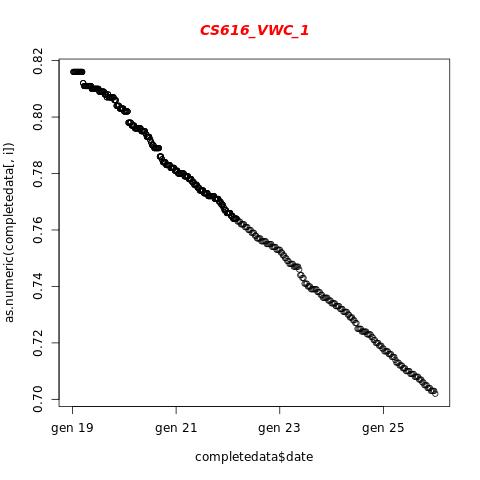 CS616_VWC_1
as.numeric(completedata[, i])
0.82
0.80
0.78
0.76
0.74
0.72
0.70
gen 19
gen 21
gen 23
gen 25
completedata$date